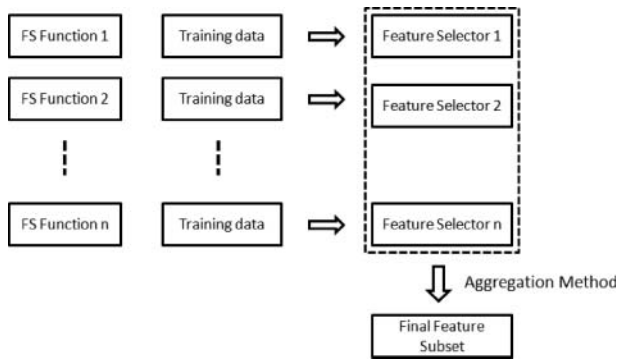 FS Function 1
Training data
Feature Selector 1
FS Function 2
Training data
Feature Selector 2
FS Function n
Training data
Feature Selector n
Aggregation Method
Final Feature
Subset